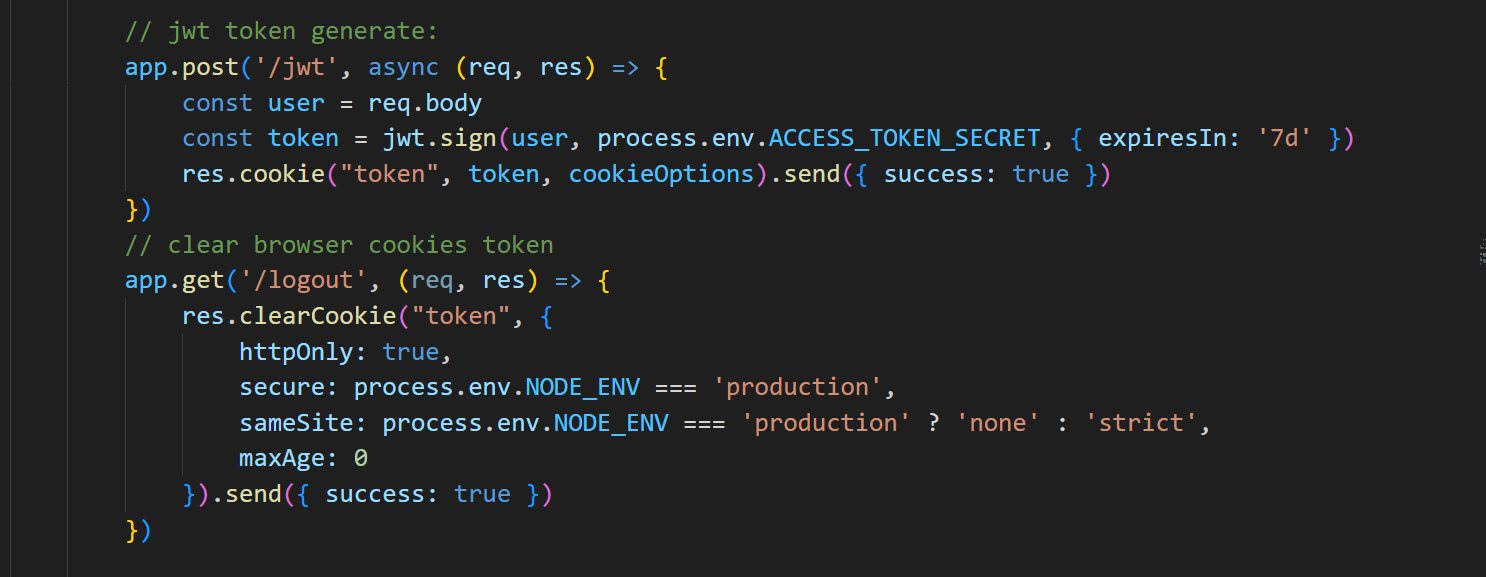 // jwt token generate:
app.post('/jwt', async (req, res) => {
const user = req.body
const token = jwt.sign(user, process.env.ACCESS_TOKEN_SECRET, { expiresIn: '7d' })
res.cookie("token", token, cookieOptions).send({ success: true })
})
// clear browser cookies token
app.get('/logout', (req, res) => {
res.clearCookie("token", {
httpOnly: true,
secure: process.env.NODE_ENV === 'production',
sameSite: process.env.NODE_ENV === 'production' ? 'none' : 'strict',
maxAge: 0
}).send({ success: true })
})